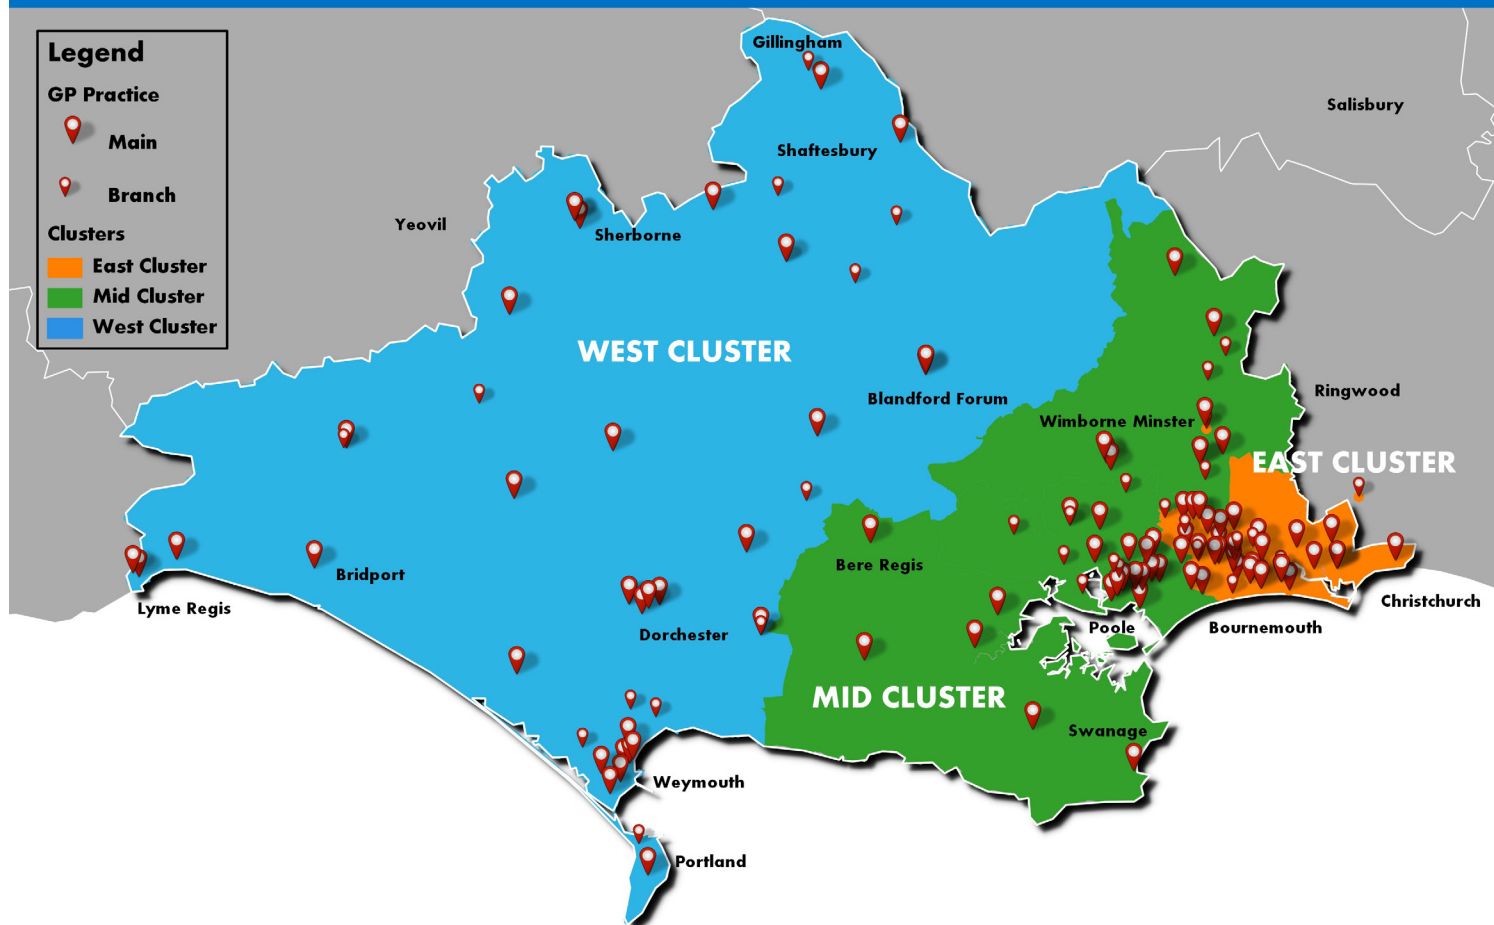 Legend
GP Practice
Main
Branch
Clusters
East Cluster
Mid Cluster
West Cluster
Gillingham
Salisbury
Shaftesbury
Yeovil
Sherborne
WEST CLUSTER
Ringwood
Blandford Forum
Wimborne Minster
EAST CLUSTER
Bere Regis
Bridport
Lyme Regis
Christchurch
Dorchester
Poole
Bournemouth
MID CLUSTER
Swanage
Weymouth
Portland